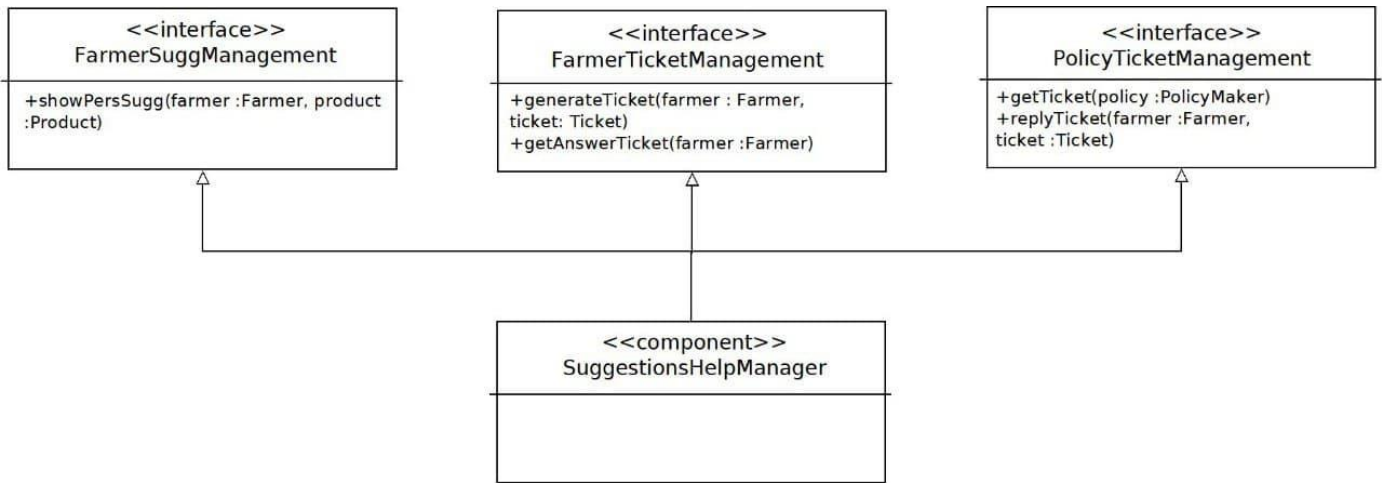 <<interface>>
FarmerSuggManagement
+showPersSugg(farmer :Farmer, product
:Product)
<<interface>>
FarmerTicketManagement
+generateTicket(farmer : Farmer,
ticket: Ticket)
+getAnswerTicket(farmer :Farmer)
<<interface>>
PolicyTicketManagement
+getTicket(policy :PolicyMaker)
+replyTicket(farmer :Farmer,
ticket :Ticket)
<<component>>
SuggestionsHelpManager